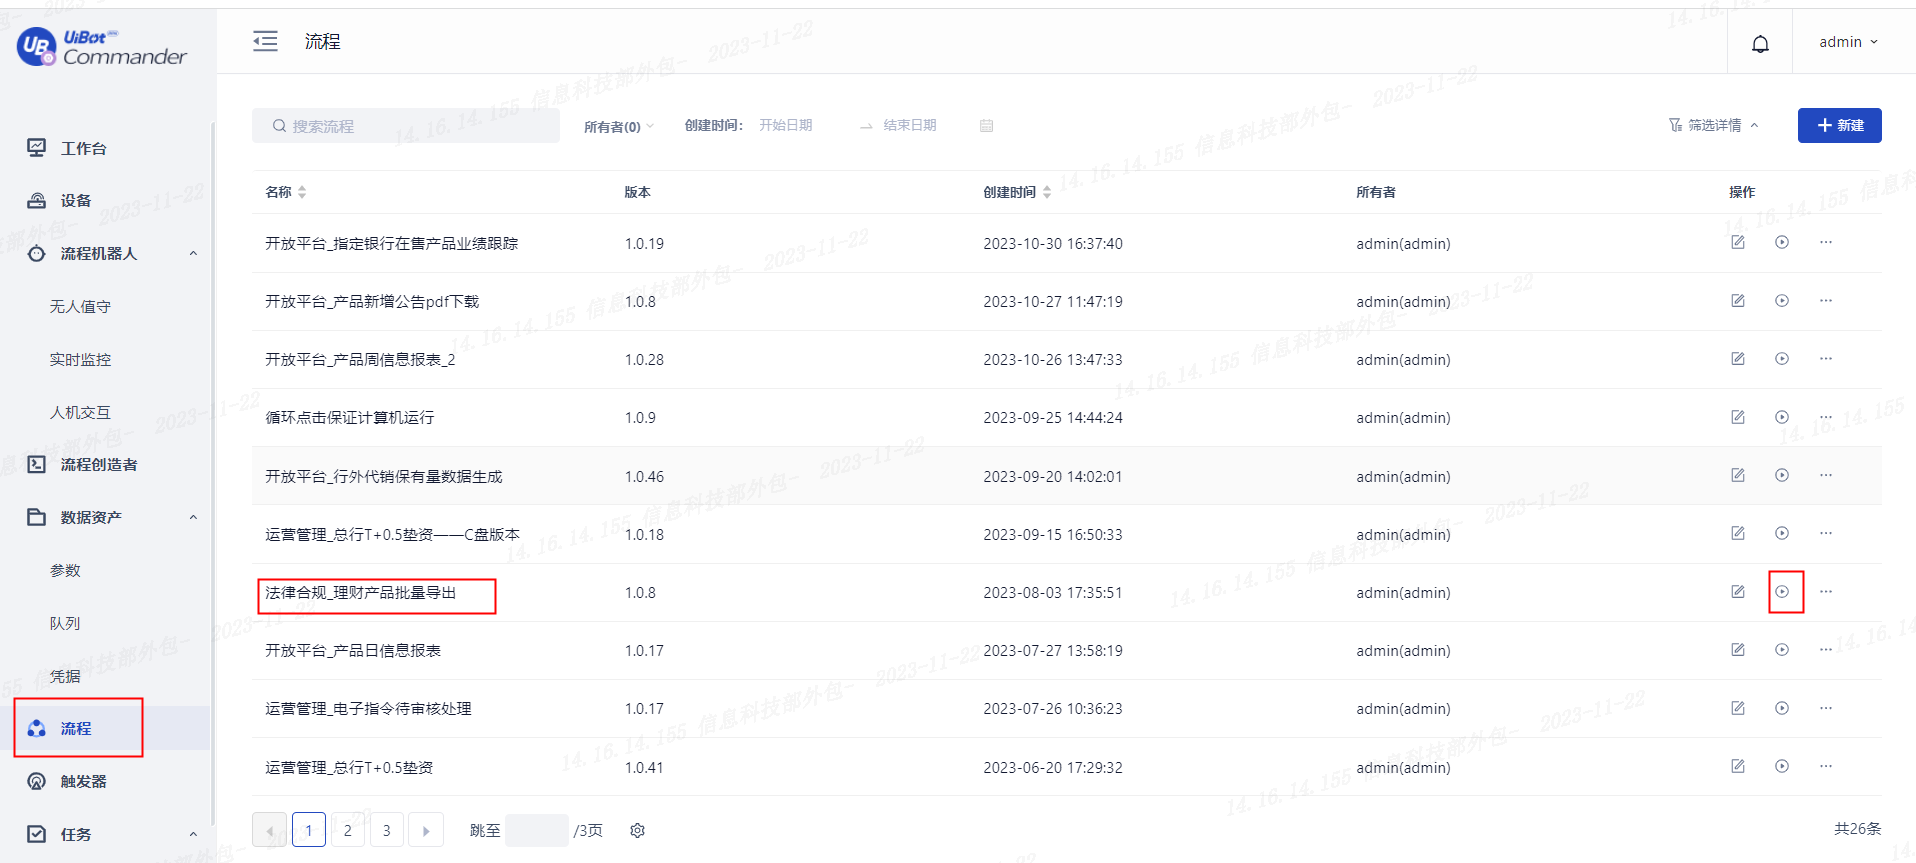 UiBot Commander
流程
admin
搜索流程
所有者(0)
创建时间： 开始日期 结束日期
筛选详情
新建
工作台
设备
流程机器人
无人值守
实时监控
人机交互
流程创造者
数据资产
参数
队列
凭据
流程
触发器
任务
名称 版本 创建时间 所有者 操作
开放平台_指定银行在售产品业绩跟踪 1.0.19 2023-10-30 16:37:40 admin(admin)
开放平台_产品新增公告pdf下载 1.0.8 2023-10-27 11:47:19 admin(admin)
开放平台_产品周信息报表_2 1.0.28 2023-10-26 13:47:33 admin(admin)
循环点击保证计算机运行 1.0.9 2023-09-25 14:44:24 admin(admin)
开放平台_行外代销保有量数据生成 1.0.46 2023-09-20 14:02:01 admin(admin)
运营管理_总行T+0.5垫资——C盘版本 1.0.18 2023-09-15 16:50:33 admin(admin)
法律合规_理财产品批量导出 1.0.8 2023-08-03 17:35:51 admin(admin)
开放平台_产品日信息报表 1.0.17 2023-07-27 13:58:19 admin(admin)
运营管理_电子指令待审核处理 1.0.17 2023-07-26 10:36:23 admin(admin)
运营管理_总行T+0.5垫资 1.0.41 2023-06-20 17:29:32 admin(admin)
1 2 3 跳至 /3页
共26条
14.16.14.155 信息科技部外包- 2023-11-22